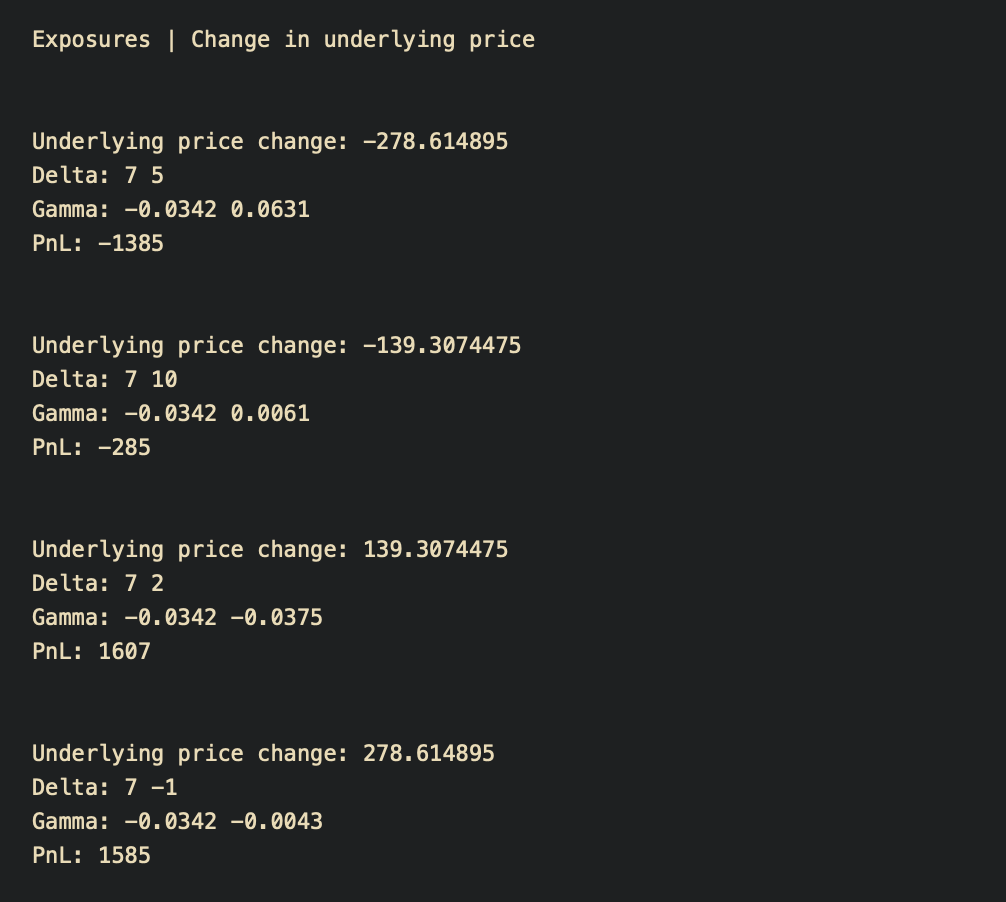 Exposures | Change in underlying price
Underlying price change: -278.614895
Delta: 7 5
Gamma: -0.0342 0.0631
PnL: -1385
Underlying price change: -139.3074475
Delta: 7 10
Gamma: -0.0342 0.0061
PnL: -285
Underlying price change: 139.3074475
Delta: 7 2
Gamma: -0.0342 -0.0375
PnL: 1607
Underlying price change: 278.614895
Delta: 7 -1
Gamma: -0.0342 -0.0043
PnL: 1585